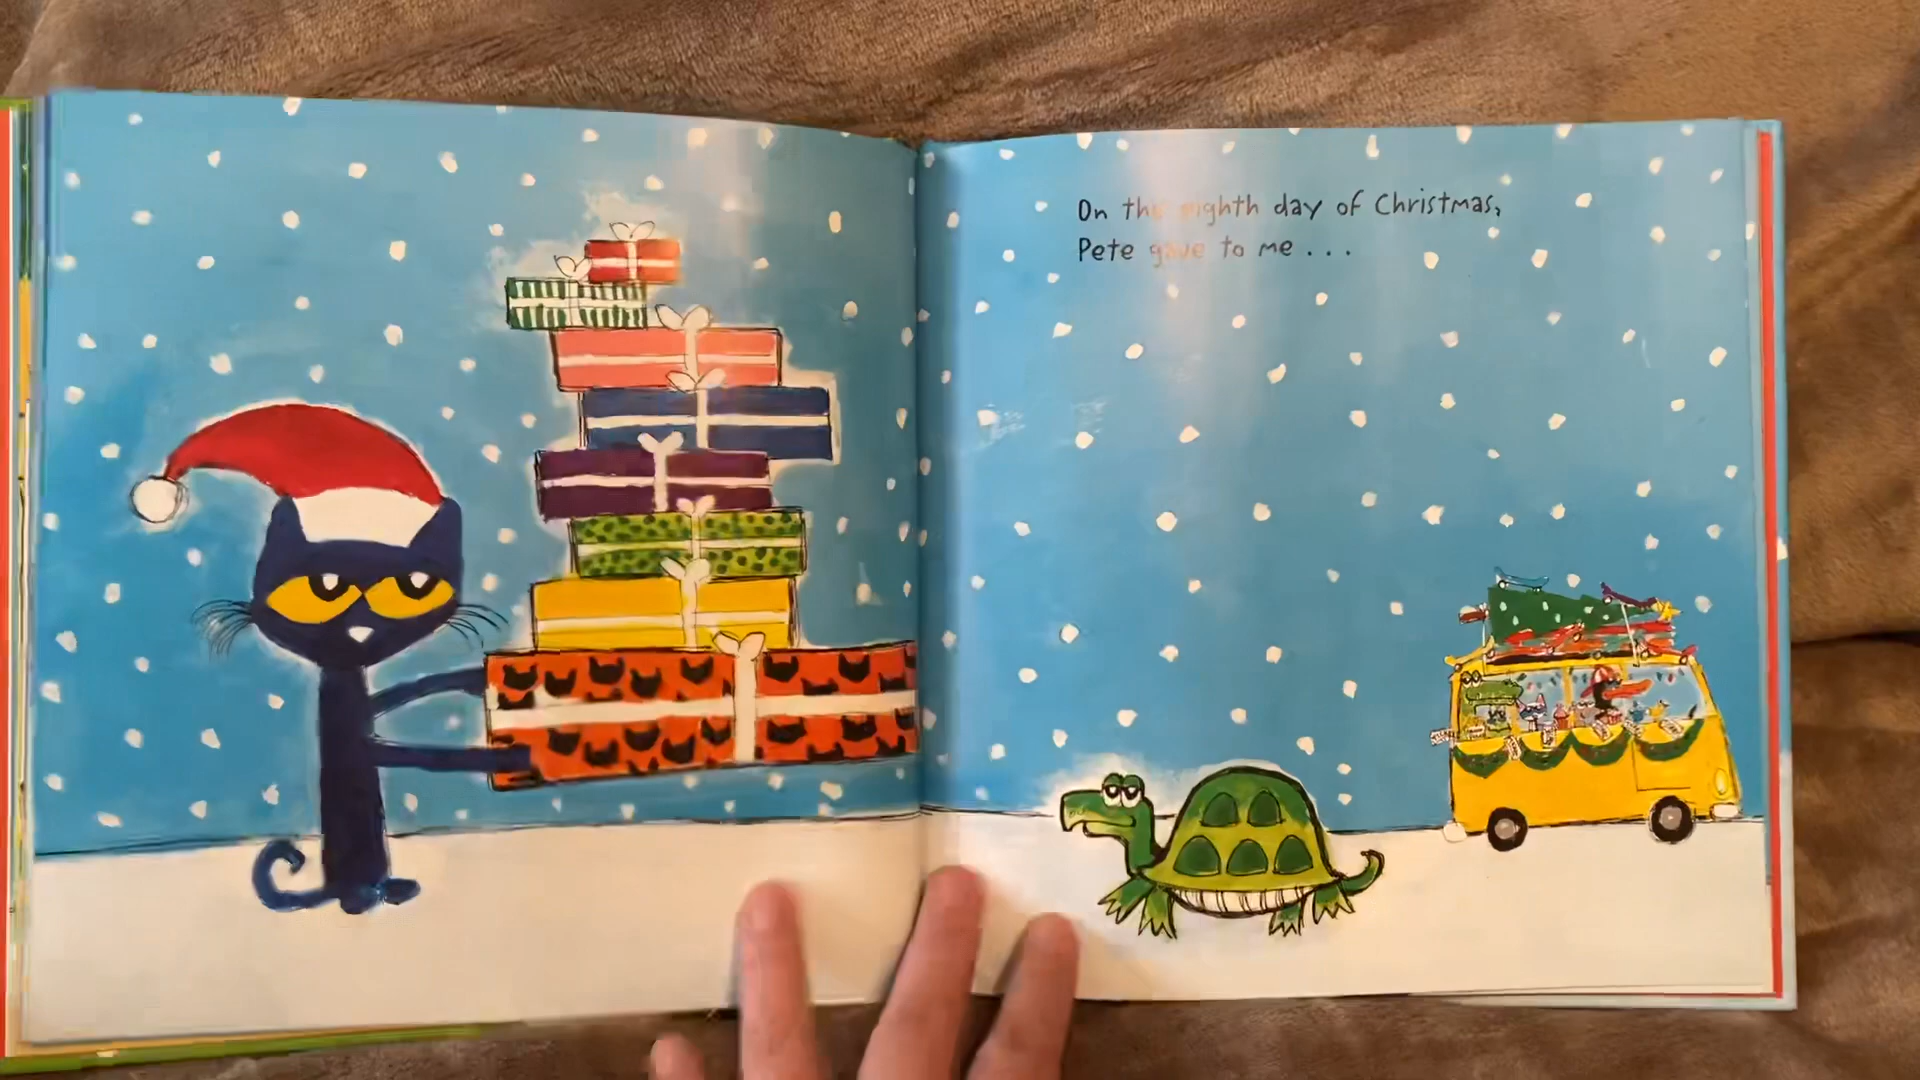 On the eighth day of Christmas,
Pete gave to me . . .